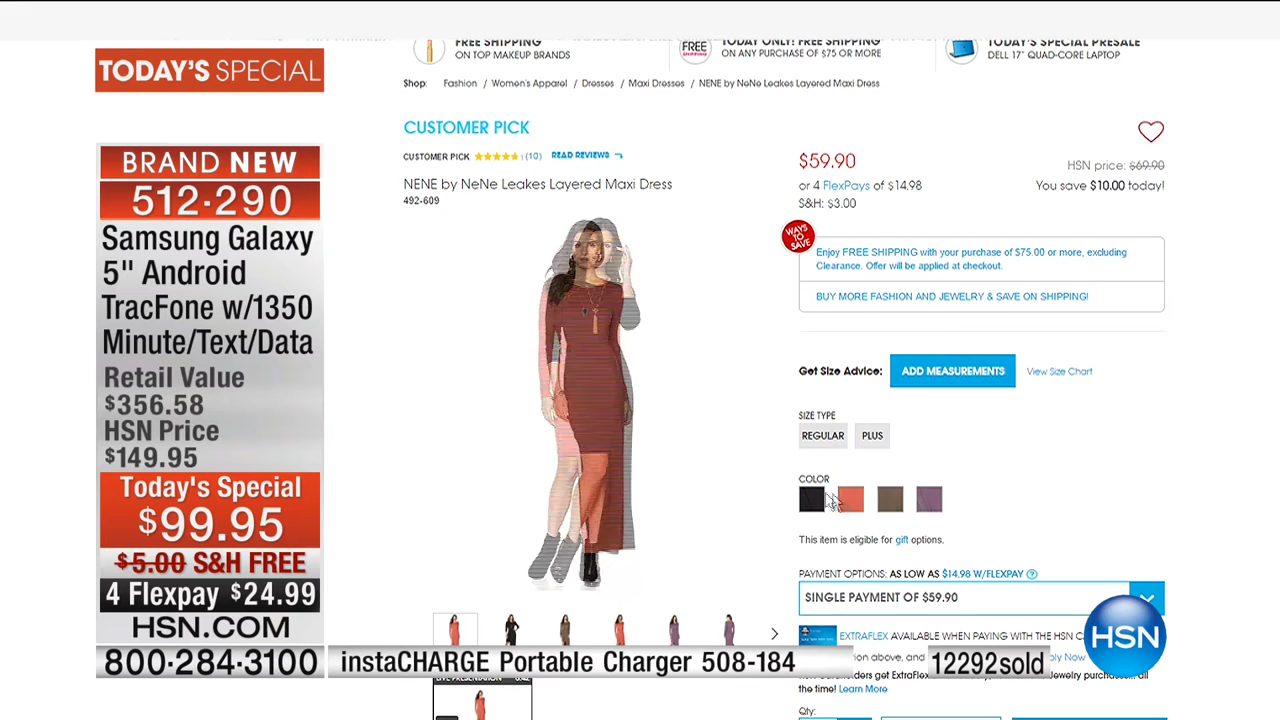 FREE SHIPPING
ON TOP MAKEUP BRANDS
FREE
TODAY ONLY! FREE SHIPPING
ON ANY PURCHASE OF $75 OR MORE
TODAY'S SPECIAL PRESALE
DELL 17" QUAD-CORE LAPTOP
TODAY'S SPECIAL
Shop: Fashion / Women's Apparel / Dresses / Maxi Dresses / NENE by NeNe Leakes Layered Maxi Dress
CUSTOMER PICK
CUSTOMER PICK (10) READ REVIEWS
NENE by NeNe Leakes Layered Maxi Dress
492-609
$59.90
HSN price: $69.90
or 4 FlexPays of $14.98
You save $10.00 today!
S&H: $3.00
WAYS
TO
SAVE
Enjoy FREE SHIPPING with your purchase of $75.00 or more, excluding
Clearance. Offer will be applied at checkout.
BUY MORE FASHION AND JEWELRY & SAVE ON SHIPPING!
Get Size Advice: ADD MEASUREMENTS View Size Chart
SIZE TYPE
REGULAR PLUS
COLOR
This item is eligible for gift options.
PAYMENT OPTIONS: AS LOW AS $14.98 W/FLEXPAY
SINGLE PAYMENT OF $59.90
EXTRAFLEX AVAILABLE WHEN PAYING WITH THE HSN
above, and
Now
HSN
get
Jewelry
all
the time! Learn More
Qty:
BRAND NEW
512-290
Samsung Galaxy
5" Android
TracFone w/1350
Minute/Text/Data
Retail Value
$356.58
HSN Price
$149.95
Today's Special
$99.95
$5.00 S&H FREE
4 Flexpay $24.99
HSN.COM
800-284-3100
instaCHARGE Portable Charger 508-184
12292sold